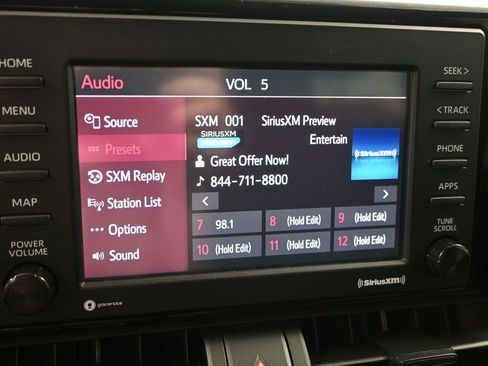 HOME
MENU
AUDIO
MAP
POWER
VOLUME
Audio
VOL 5
Source
Presets
SXM Replay
Station List
Options
Sound
SXM 001 SiriusXM Preview
SIRIUSXM
PREVIEW
Entertain
Great Offer Now!
844-711-8800
((SiriusXM))
< >
7 98.1
8 (Hold Edit)
9 (Hold Edit)
10 (Hold Edit)
11 (Hold Edit)
12 (Hold Edit)
gracenote
((SiriusXM))
SEEK >
< TRACK
PHONE
APPS
TUNE
SCROLL